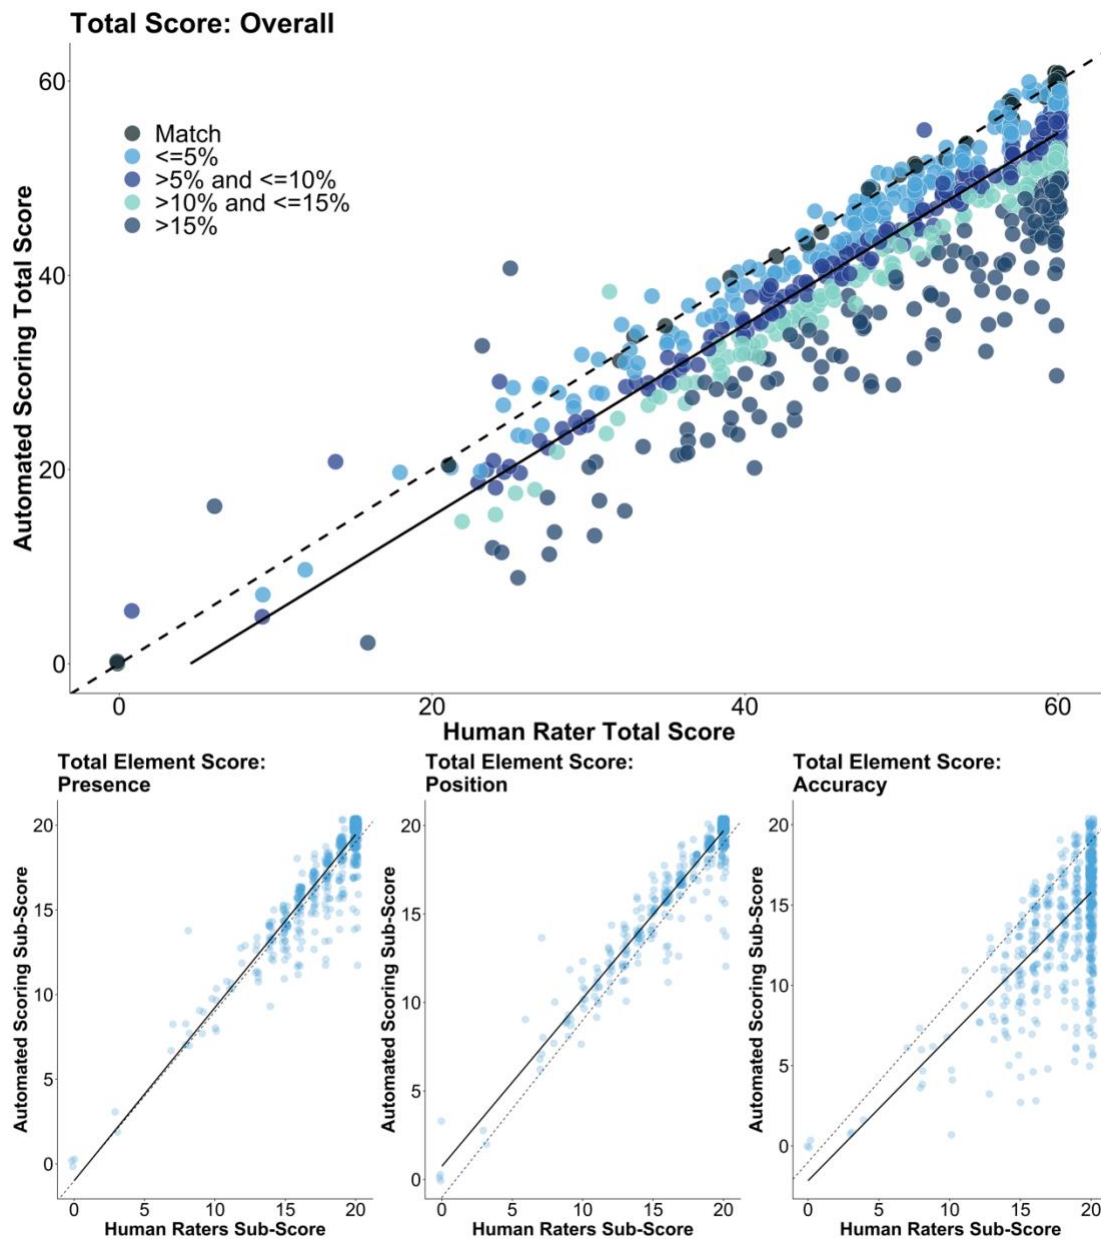 Total Score: Overall
60
40
20
0
Automated Scoring Total Score
Match
<=5%
>5% and <=10%
>10% and <=15%
>15%
0 20 40 60
Human Rater Total Score
Total Element Score:
Presence
20
15
10
5
0
Automated Scoring Sub-Score
0 5 10 15 20
Human Raters Sub-Score
Total Element Score:
Position
20
15
10
5
0
Automated Scoring Sub-Score
0 5 10 15 20
Human Raters Sub-Score
Total Element Score:
Accuracy
20
15
10
5
0
Automated Scoring Sub-Score
0 5 10 15 20
Human Raters Sub-Score